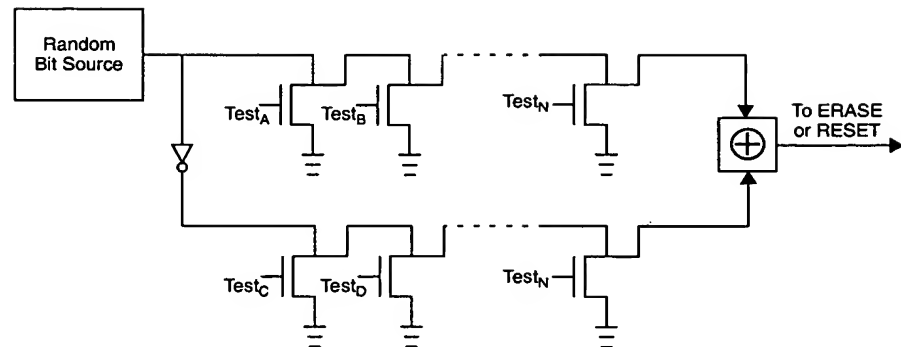 Random
Bit Source
Test_A
Test_B
Test_N
To ERASE
or RESET
Test_C
Test_D
Test_N